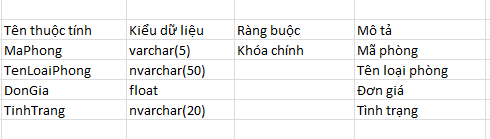 Tên thuộc tính Kiểu dữ liệu Ràng buộc Mô tả
MaPhong varchar(5) Khóa chính Mã phòng
TenLoaiPhong nvarchar(50) Tên loại phòng
DonGia float Đơn giá
TinhTrang nvarchar(20) Tình trạng